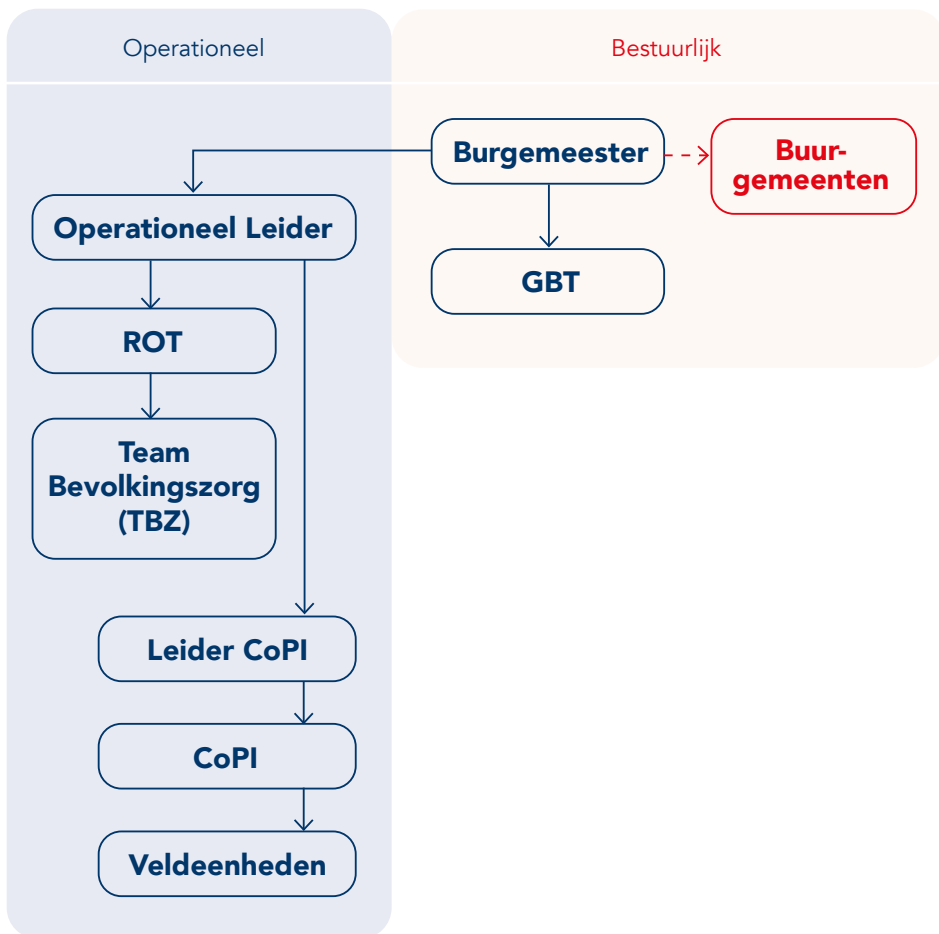 Operationeel
Bestuurlijk
Burgemeester
Buur-
gemeenten
Operationeel Leider
GBT
ROT
Team
Bevolkingszorg
(TBZ)
Leider CoPI
CoPI
Veldeenheden